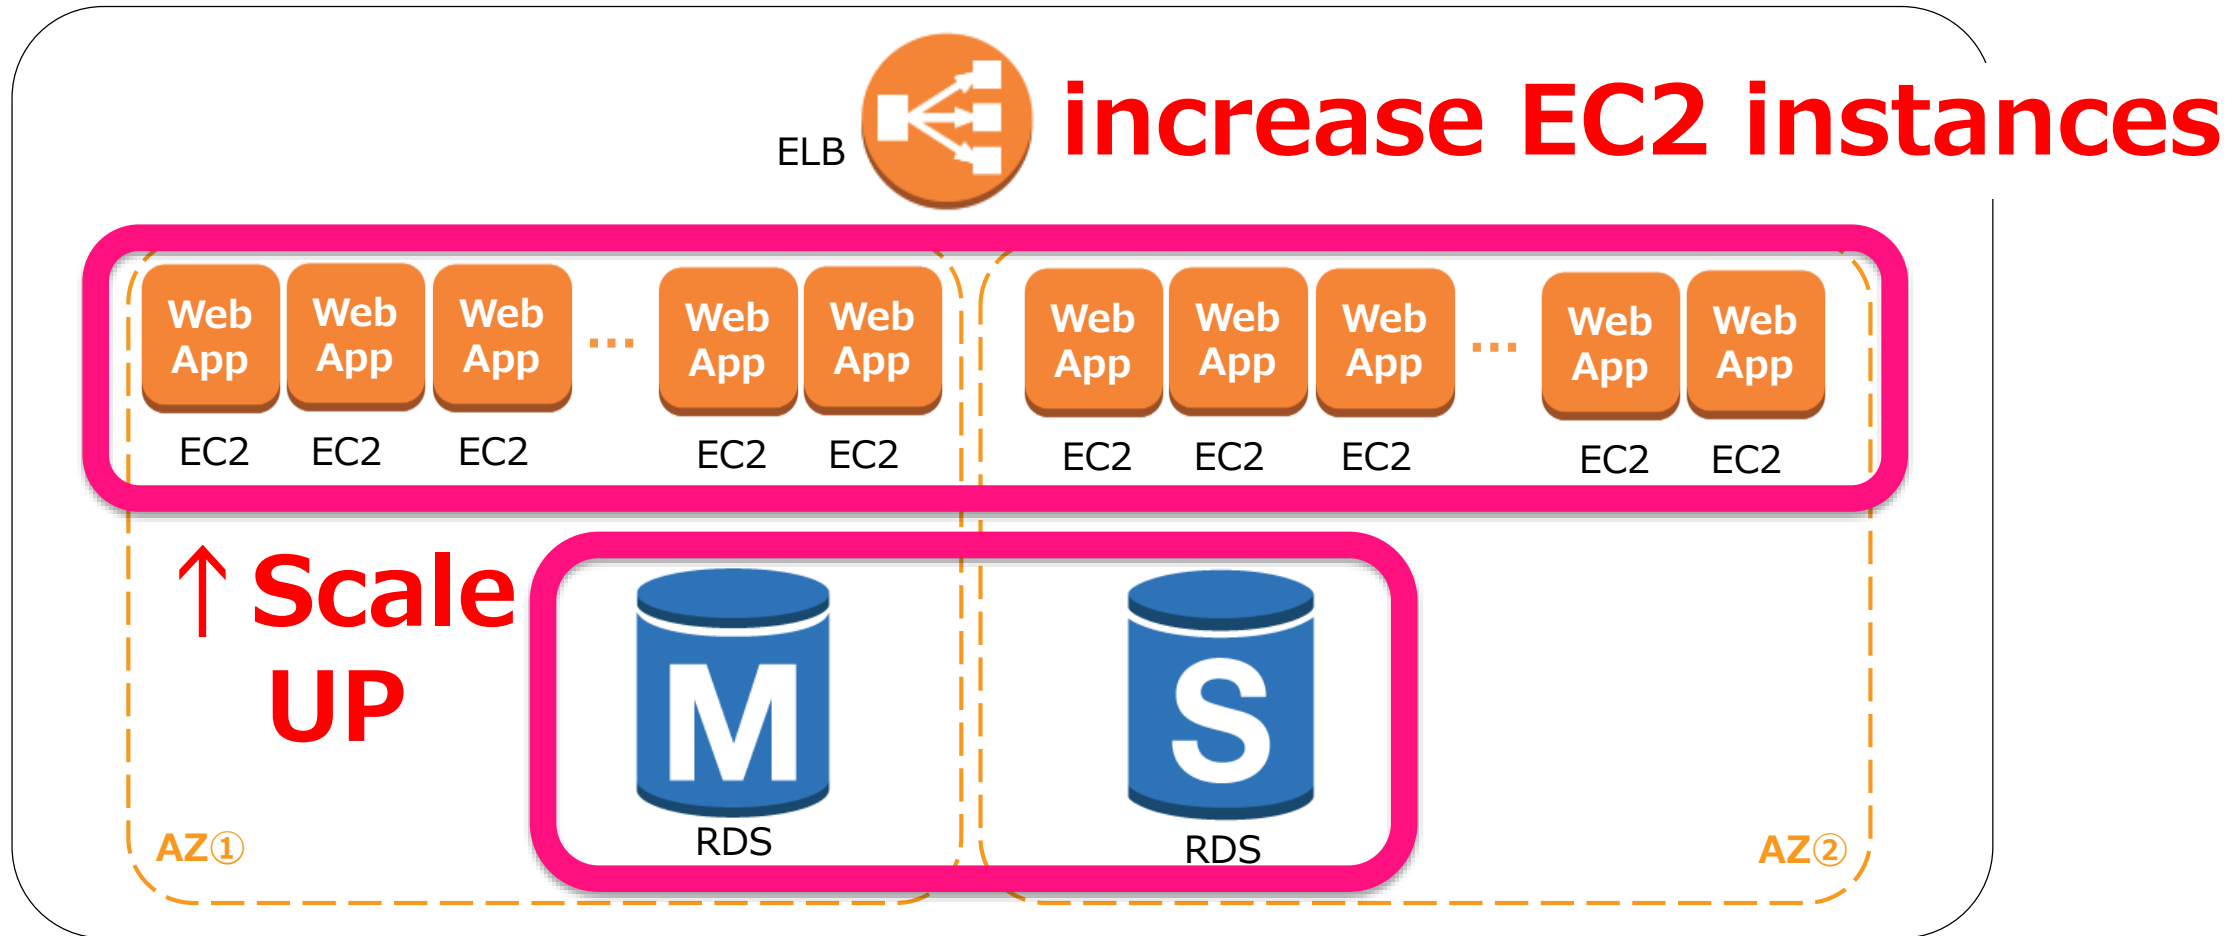 ELB
increase EC2 instances
Web App
Web App
Web App
...
Web App
Web App
Web App
Web App
Web App
...
Web App
Web App
EC2
EC2
EC2
EC2
EC2
EC2
EC2
EC2
EC2
EC2
↑ Scale
UP
M
S
RDS
RDS
AZ①
AZ②